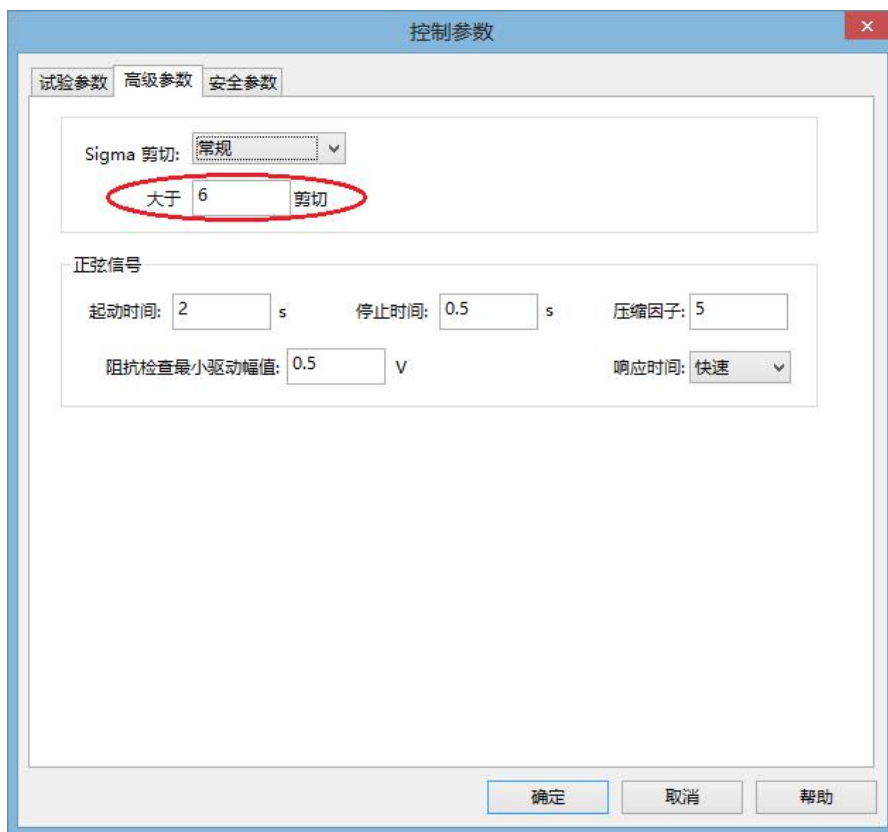 控制参数
试验参数 高级参数 安全参数
Sigma 剪切: 常规
大于 6 剪切
正弦信号
起动时间: 2 s 停止时间: 0.5 s 压缩因子: 5
阻抗检查最小驱动幅值: 0.5 V 响应时间: 快速
确定 取消 帮助